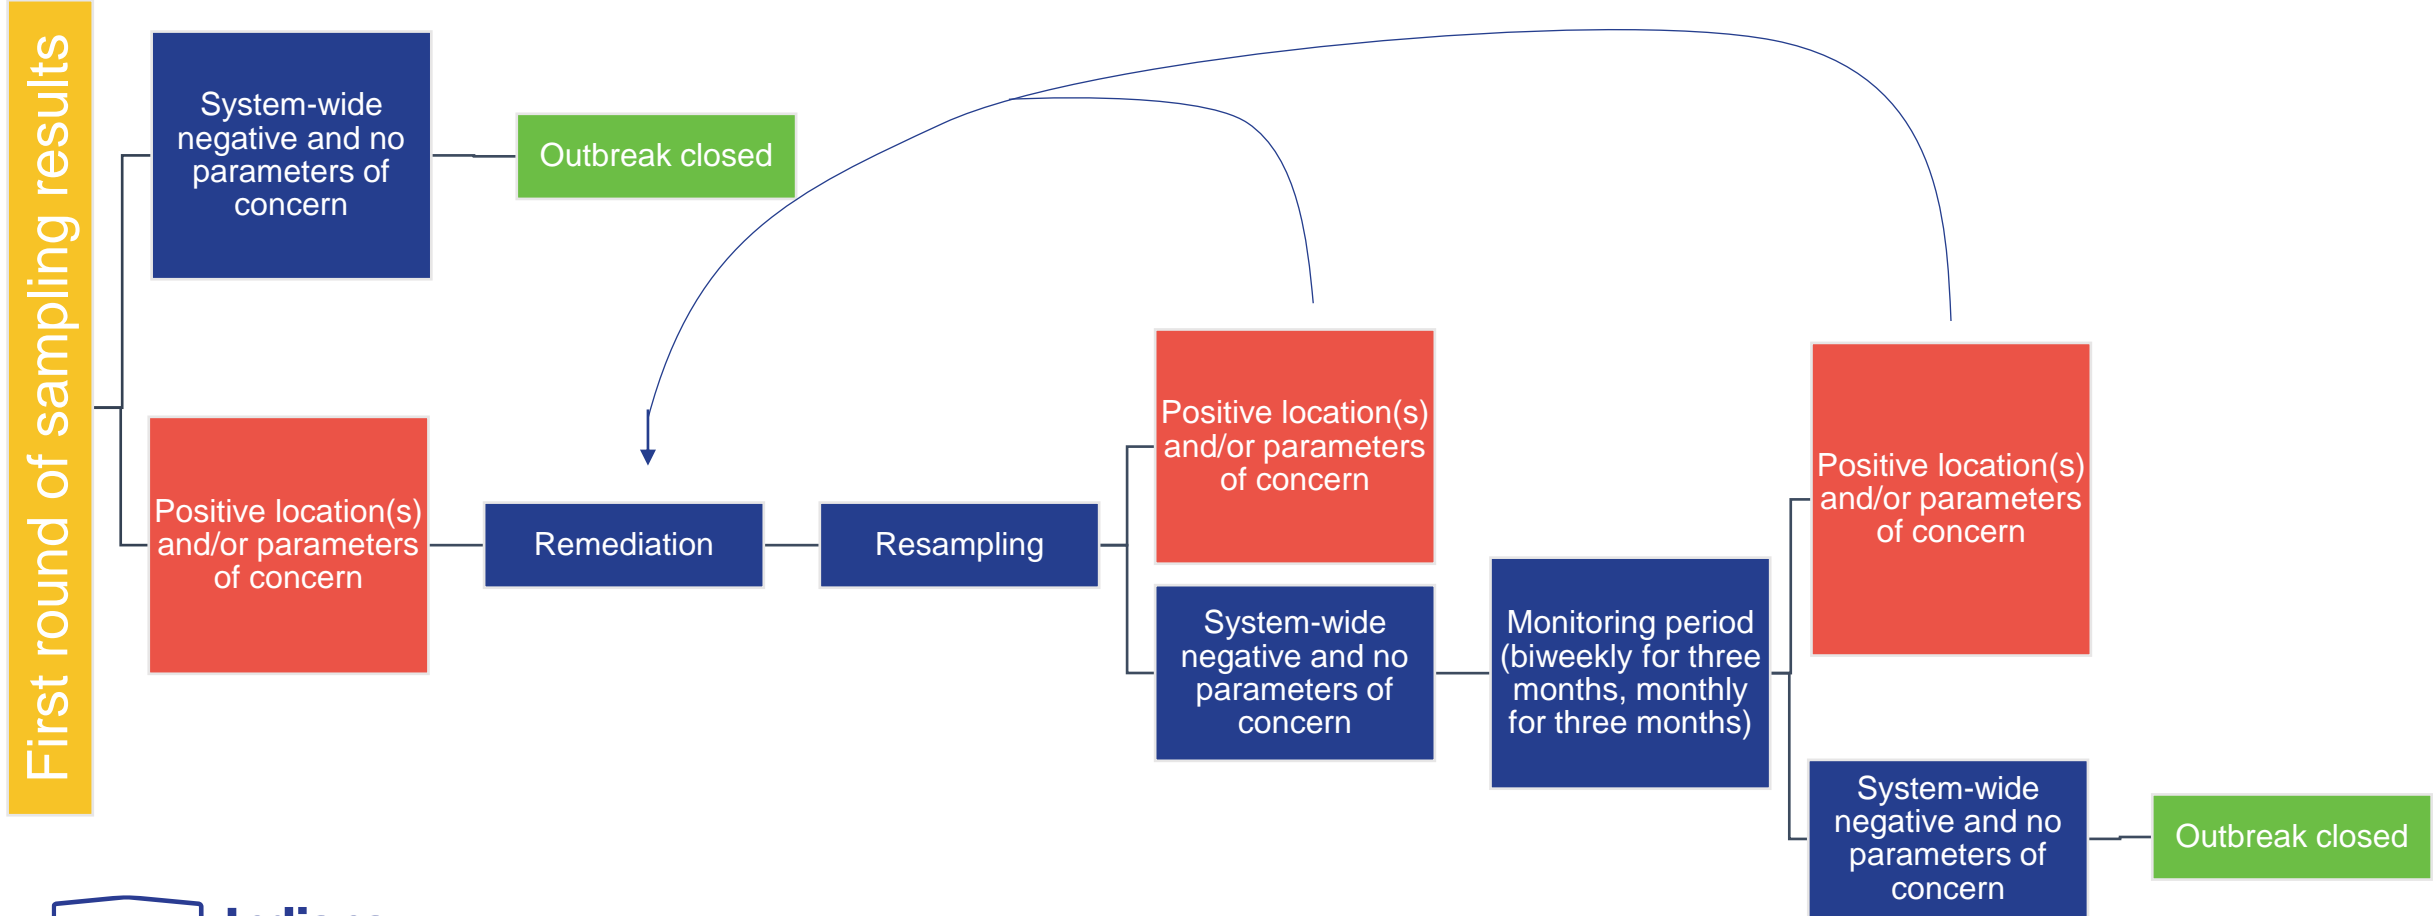 First round of sampling results
System-wide
negative and no
parameters of
concern
Outbreak closed
Positive location(s)
and/or parameters
of concern
Remediation
Resampling
Positive location(s)
and/or parameters
of concern
System-wide
negative and no
parameters of
concern
Monitoring period
(biweekly for three
months, monthly
for three months)
Positive location(s)
and/or parameters
of concern
System-wide
negative and no
parameters of
concern
Outbreak closed